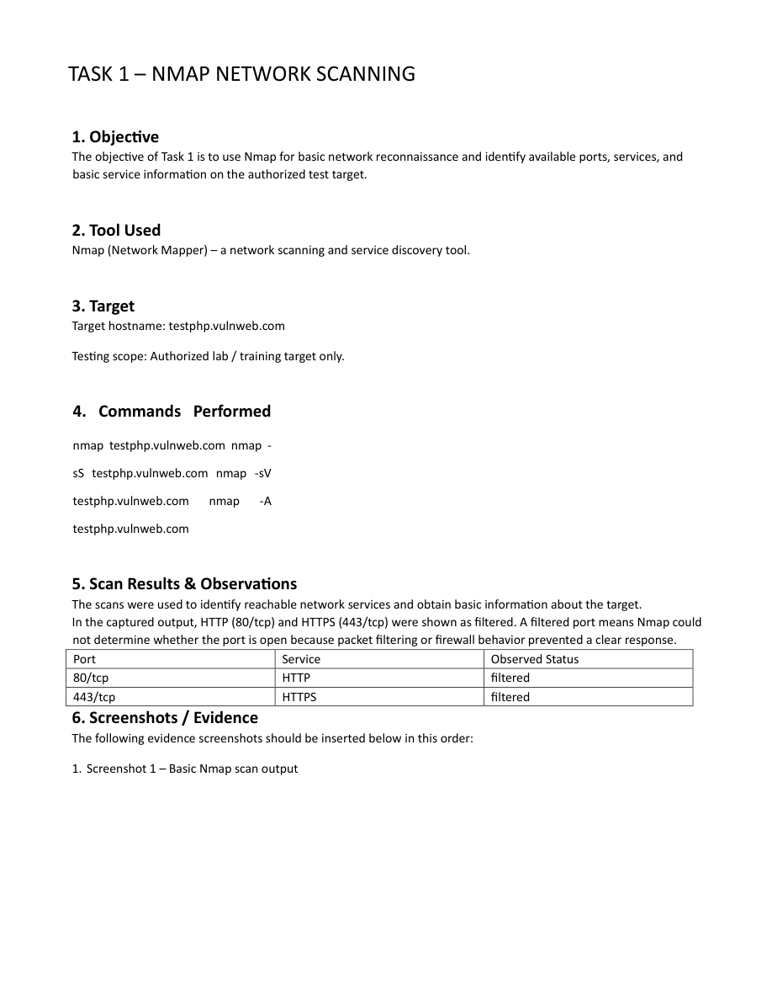 TASK 1 – NMAP NETWORK SCANNING
1. Objective
The objective of Task 1 is to use Nmap for basic network reconnaissance and identify available ports, services, and
basic service information on the authorized test target.
2. Tool Used
Nmap (Network Mapper) – a network scanning and service discovery tool.
3. Target
Target hostname: testphp.vulnweb.com
Testing scope: Authorized lab / training target only.
4. Commands Performed
nmap testphp.vulnweb.com nmap -
sS testphp.vulnweb.com nmap -sV
testphp.vulnweb.com nmap -A
testphp.vulnweb.com
5. Scan Results & Observations
The scans were used to identify reachable network services and obtain basic information about the target.
In the captured output, HTTP (80/tcp) and HTTPS (443/tcp) were shown as filtered. A filtered port means Nmap could
not determine whether the port is open because packet filtering or firewall behavior prevented a clear response.
Port Service Observed Status
80/tcp HTTP filtered
443/tcp HTTPS filtered
6. Screenshots / Evidence
The following evidence screenshots should be inserted below in this order:
1. Screenshot 1 – Basic Nmap scan output